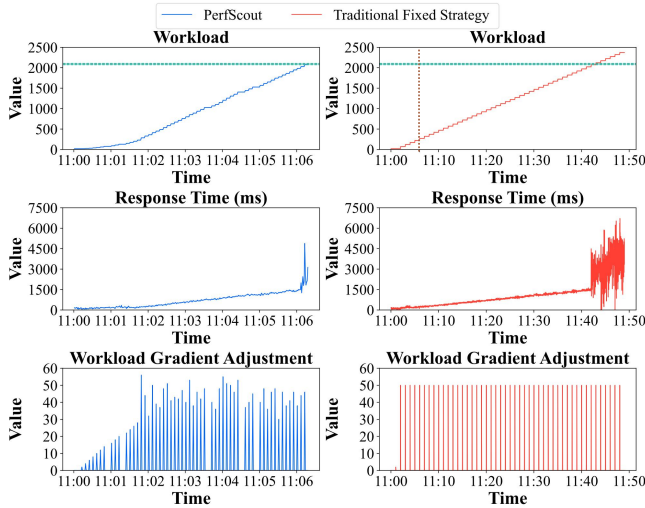 PerfScout Traditional Fixed Strategy
Workload
Value
2500
2000
1500
1000
500
0
11:00 11:01 11:02 11:03 11:04 11:05 11:06
Time
Workload
Value
2500
2000
1500
1000
500
0
11:00 11:10 11:20 11:30 11:40 11:50
Time
Response Time (ms)
Value
7500
6000
4500
3000
1500
0
11:00 11:01 11:02 11:03 11:04 11:05 11:06
Time
Response Time (ms)
Value
7500
6000
4500
3000
1500
0
11:00 11:10 11:20 11:30 11:40 11:50
Time
Workload Gradient Adjustment
Value
60
50
40
30
20
10
0
11:00 11:01 11:02 11:03 11:04 11:05 11:06
Time
Workload Gradient Adjustment
Value
60
50
40
30
20
10
0
11:00 11:10 11:20 11:30 11:40 11:50
Time